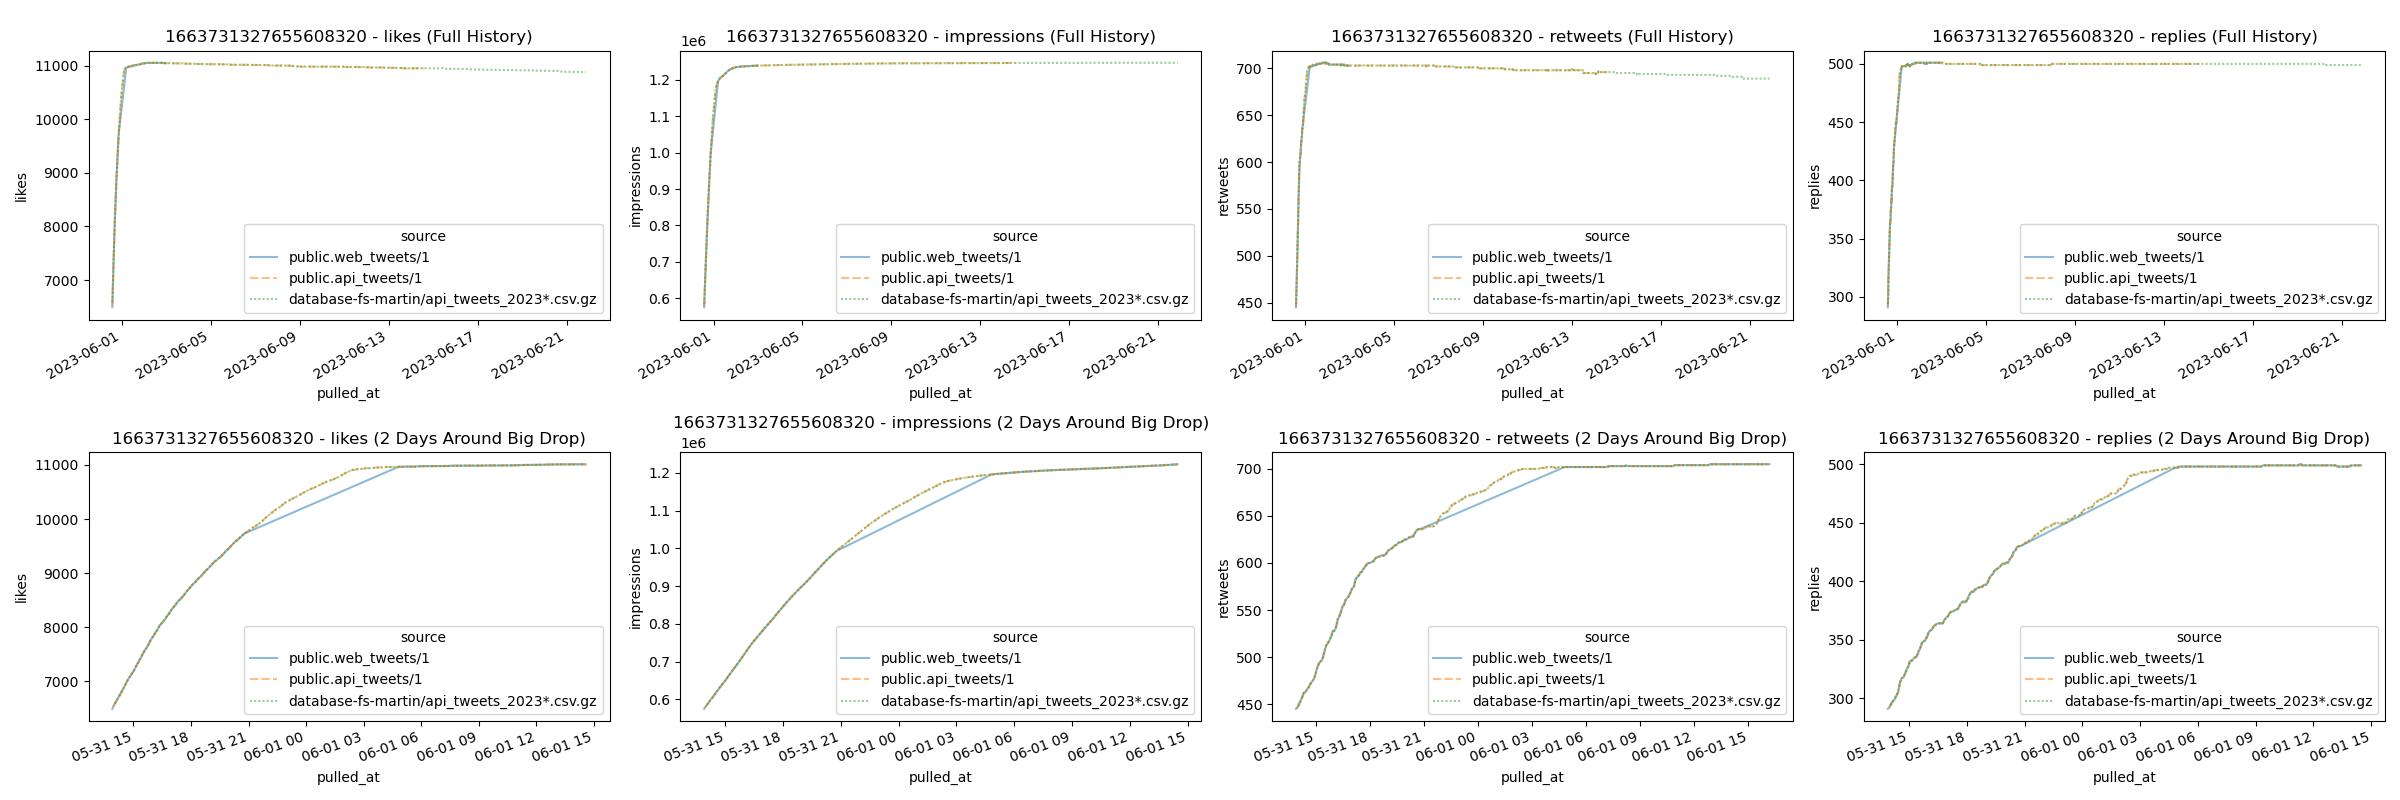 1663731327655608320 - likes (Full History)
likes
11000
10000
9000
8000
7000
source
public.web_tweets/1
public.api_tweets/1
database-fs-martin/api_tweets_2023*.csv.gz
2023-06-01
2023-06-05
2023-06-09
2023-06-13
2023-06-17
2023-06-21
pulled_at
1663731327655608320 - impressions (Full History)
1e6
impressions
1.2
1.1
1.0
0.9
0.8
0.7
0.6
source
public.web_tweets/1
public.api_tweets/1
database-fs-martin/api_tweets_2023*.csv.gz
2023-06-01
2023-06-05
2023-06-09
2023-06-13
2023-06-17
2023-06-21
pulled_at
1663731327655608320 - retweets (Full History)
retweets
700
650
600
550
500
450
source
public.web_tweets/1
public.api_tweets/1
database-fs-martin/api_tweets_2023*.csv.gz
2023-06-01
2023-06-05
2023-06-09
2023-06-13
2023-06-17
2023-06-21
pulled_at
1663731327655608320 - replies (Full History)
replies
500
450
400
350
300
source
public.web_tweets/1
public.api_tweets/1
database-fs-martin/api_tweets_2023*.csv.gz
2023-06-01
2023-06-05
2023-06-09
2023-06-13
2023-06-17
2023-06-21
pulled_at
1663731327655608320 - likes (2 Days Around Big Drop)
likes
11000
10000
9000
8000
7000
source
public.web_tweets/1
public.api_tweets/1
database-fs-martin/api_tweets_2023*.csv.gz
05-31 15
05-31 18
05-31 21
06-01 00
06-01 03
06-01 06
06-01 09
06-01 12
06-01 15
pulled_at
1663731327655608320 - impressions (2 Days Around Big Drop)
1e6
impressions
1.2
1.1
1.0
0.9
0.8
0.7
0.6
source
public.web_tweets/1
public.api_tweets/1
database-fs-martin/api_tweets_2023*.csv.gz
05-31 15
05-31 18
05-31 21
06-01 00
06-01 03
06-01 06
06-01 09
06-01 12
06-01 15
pulled_at
1663731327655608320 - retweets (2 Days Around Big Drop)
retweets
700
650
600
550
500
450
source
public.web_tweets/1
public.api_tweets/1
database-fs-martin/api_tweets_2023*.csv.gz
05-31 15
05-31 18
05-31 21
06-01 00
06-01 03
06-01 06
06-01 09
06-01 12
06-01 15
pulled_at
1663731327655608320 - replies (2 Days Around Big Drop)
replies
500
450
400
350
300
source
public.web_tweets/1
public.api_tweets/1
database-fs-martin/api_tweets_2023*.csv.gz
05-31 15
05-31 18
05-31 21
06-01 00
06-01 03
06-01 06
06-01 09
06-01 12
06-01 15
pulled_at